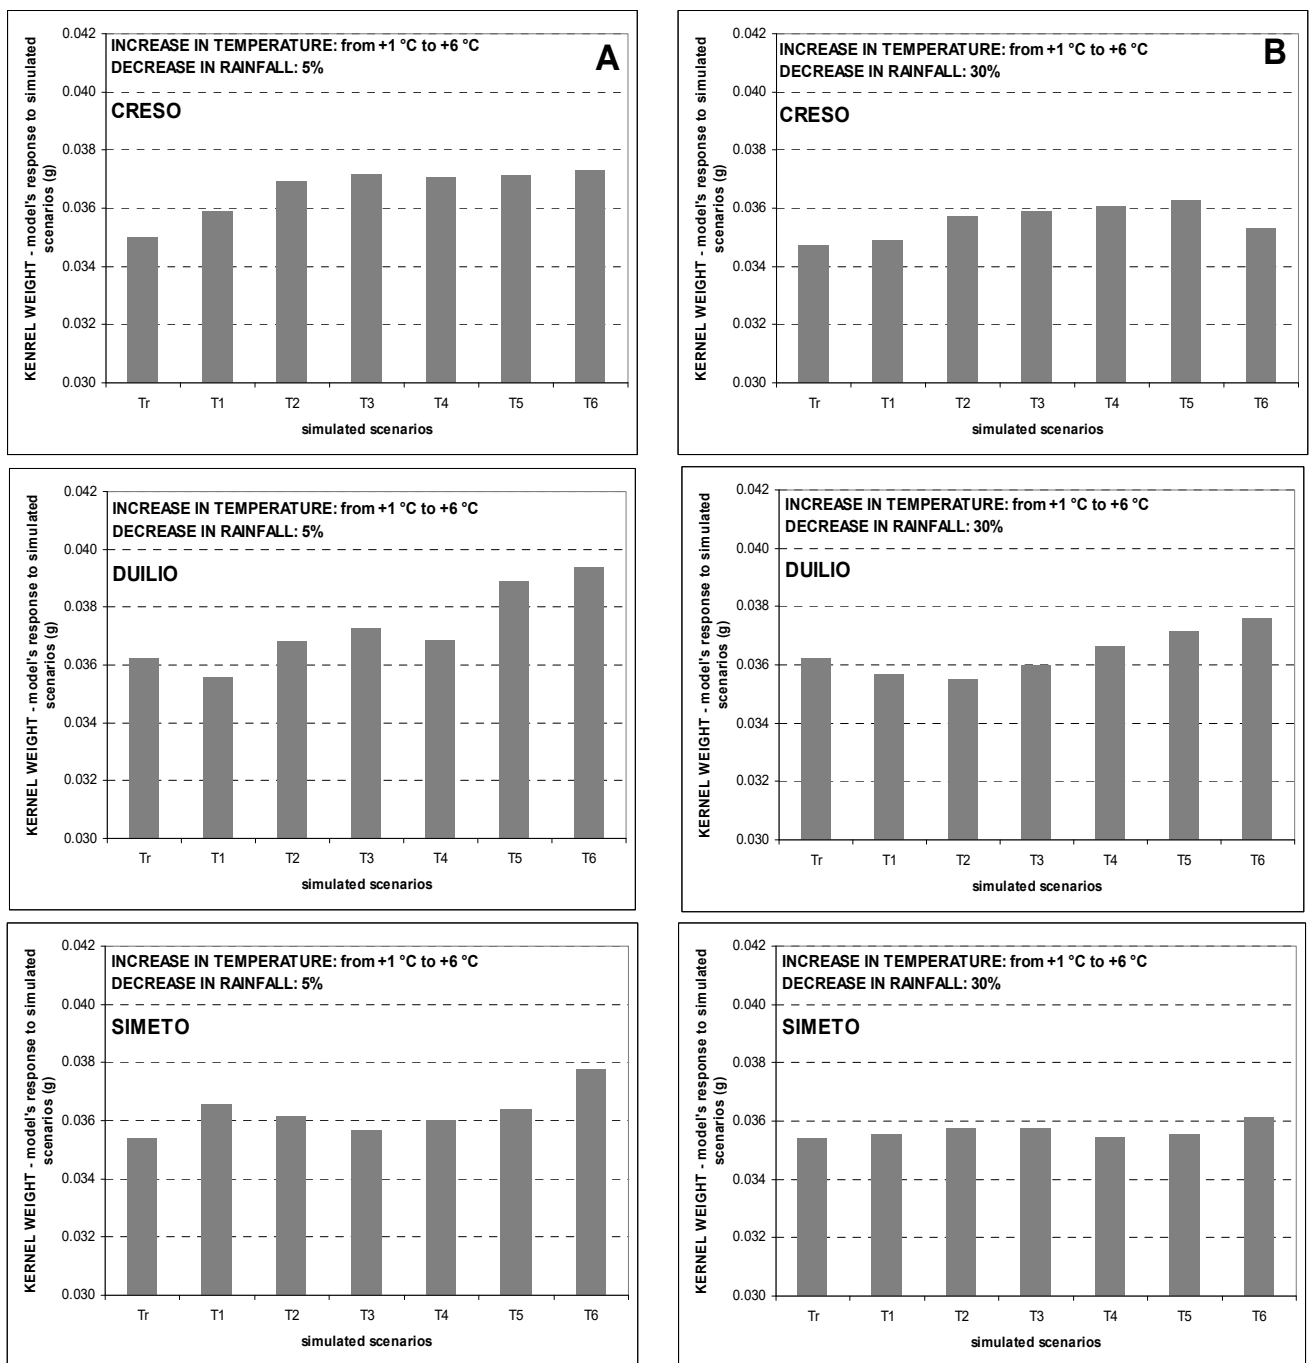 INCREASE IN TEMPERATURE: from +1 °C to +6 °C
DECREASE IN RAINFALL: 5%
A
CRESO
KENREL WEIGHT - model's response to simulated
scenarios (g)
0.042
0.040
0.038
0.036
0.034
0.032
0.030
Tr T1 T2 T3 T4 T5 T6
simulated scenarios
INCREASE IN TEMPERATURE: from +1 °C to +6 °C
DECREASE IN RAINFALL: 30%
B
CRESO
KERNEL WEIGHT - model's response to simulated
scenarios (g)
0.042
0.040
0.038
0.036
0.034
0.032
0.030
Tr T1 T2 T3 T4 T5 T6
simulated scenarios
INCREASE IN TEMPERATURE: from +1 °C to +6 °C
DECREASE IN RAINFALL: 5%
DUILIO
KERNEL WEIGHT - model's response to simulated
scenarios (g)
0.042
0.040
0.038
0.036
0.034
0.032
0.030
Tr T1 T2 T3 T4 T5 T6
simulated scenarios
INCREASE IN TEMPERATURE: from +1 °C to +6 °C
DECREASE IN RAINFALL: 30%
DUILIO
KERNEL WEIGHT - model's response to simulated
scenarios (g)
0.042
0.040
0.038
0.036
0.034
0.032
0.030
Tr T1 T2 T3 T4 T5 T6
simulated scenarios
INCREASE IN TEMPERATURE: from +1 °C to +6 °C
DECREASE IN RAINFALL: 5%
SIMETO
KERNEL WEIGHT - model's response to simulated
scenarios (g)
0.042
0.040
0.038
0.036
0.034
0.032
0.030
Tr T1 T2 T3 T4 T5 T6
simulated scenarios
INCREASE IN TEMPERATURE: from +1 °C to +6 °C
DECREASE IN RAINFALL: 30%
SIMETO
KERNEL WEIGHT - model's response to simulated
scenarios (g)
0.042
0.040
0.038
0.036
0.034
0.032
0.030
Tr T1 T2 T3 T4 T5 T6
simulated scenarios